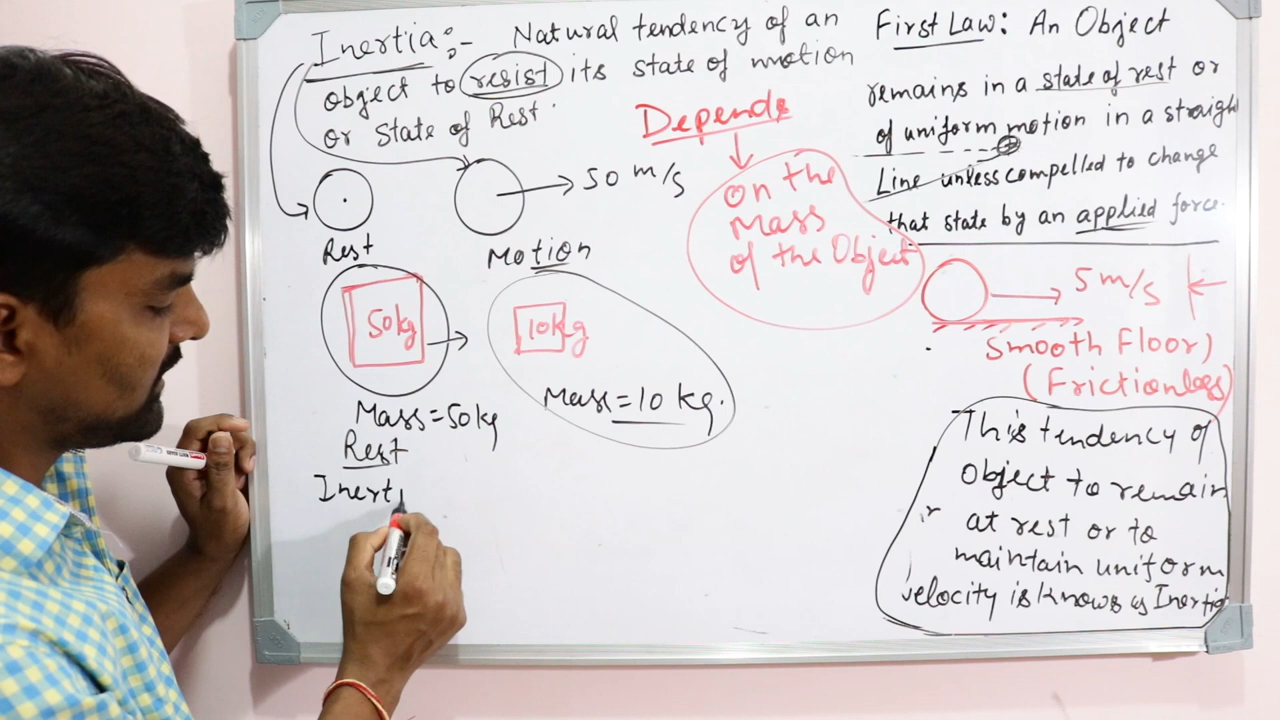 Inertia:- Natural tendency of an
object to resist its state of motion
or State of Rest.
Rest
50 m/s
Motion
50kg
Mass=50kg
Rest
Inert
10kg
Mass=10 kg.
Depends
on the
Mass
of the Object
First Law: An Object
remains in a state of rest or
of uniform motion in a straight
Line unless compelled to change
that state by an applied force.
5 m/s
Smooth Floor)
(Frictionless)
This tendency of
object to remain
at rest or to
maintain uniform
velocity is knows as Inertia